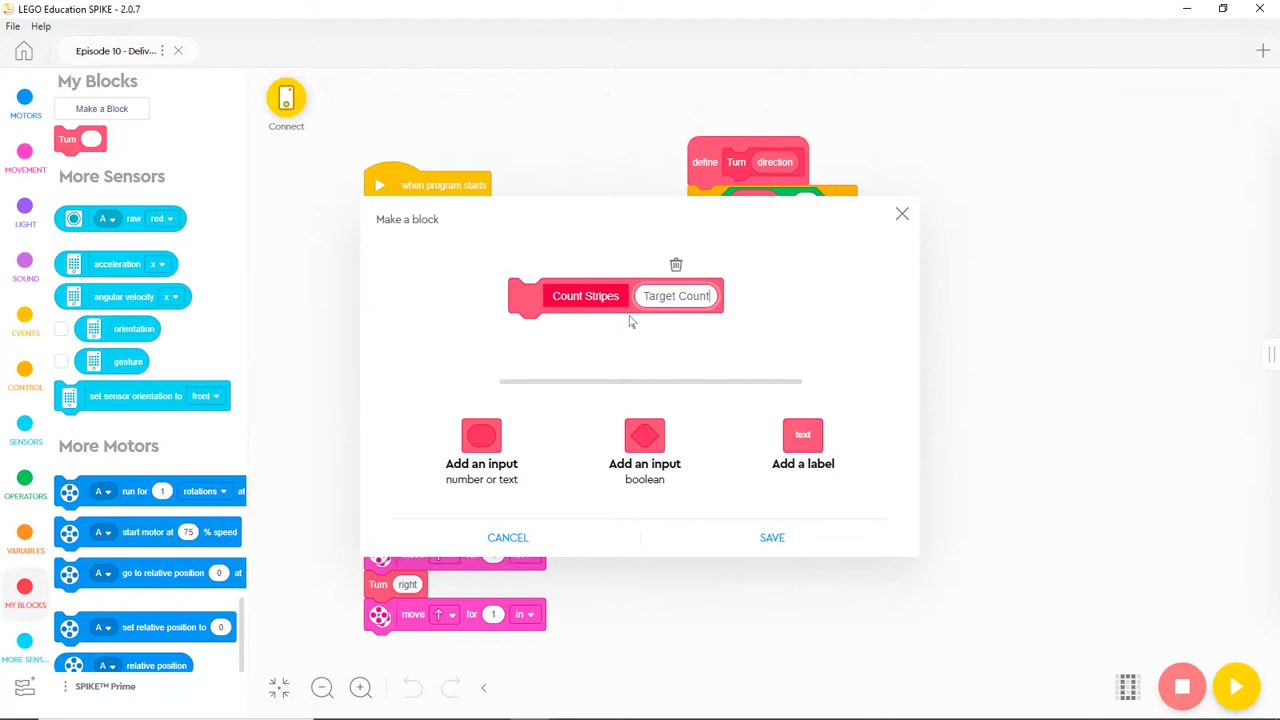 LEGO Education SPIKE - 2.0.7
File Help
Episode 10 - Deliv...
My Blocks
Make a Block
Turn
More Sensors
A raw red
acceleration x
angular velocity x
orientation
gesture
set sensor orientation to front
More Motors
A run for 1 rotations at
A start motor at 75 % speed
A go to relative position 0 at
A set relative position to 0
A relative position
MOTORS
MOVEMENT
LIGHT
SOUND
EVENTS
CONTROL
SENSORS
OPERATORS
VARIABLES
MY BLOCKS
MORE SENS...
SPIKE™ Prime
Connect
when program starts
define Turn direction
Make a block
Count Stripes Target Count
Add an input
number or text
Add an input
boolean
text
Add a label
CANCEL
SAVE
Turn right
move for 1 in